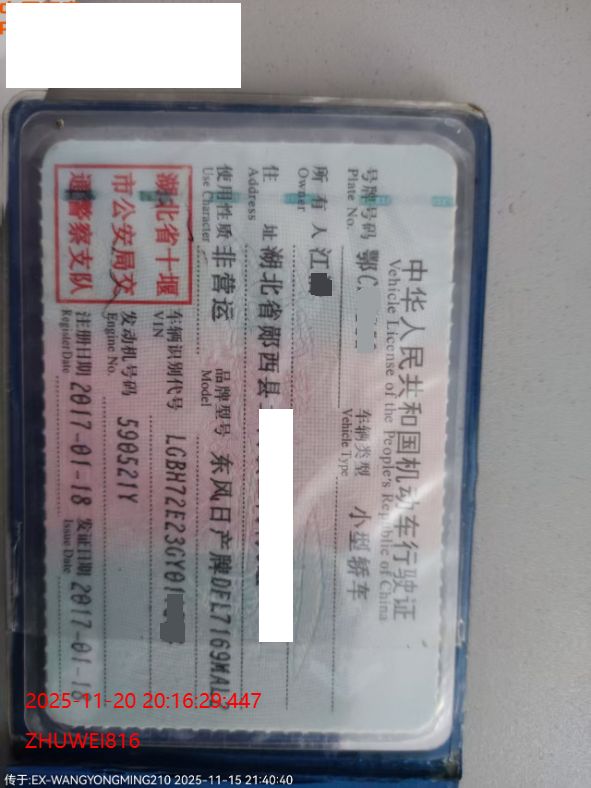 中华人民共和国机动车行驶证
Vehicle License of the People's Republic of China
号牌号码 鄂C 车辆类型 小型轿车
Plate No. Vehicle Type
所有人 江
Owner
住址 湖北省郧西县
Address
使用性质 非营运 品牌型号 东风日产牌DFL7169MAL
Use Character Model
湖北省十堰
市公安局交
通警察支队
车辆识别代号 LGBH72E23GY01
VIN
发动机号码 590521Y
Engine No.
注册日期 2017-01-18 发证日期 2017-01-18
Register Date Issue Date
2025-11-20 20:16:29:447
ZHUWEI816
传于:EX-WANGYONGMING210 2025-11-15 21:40:40